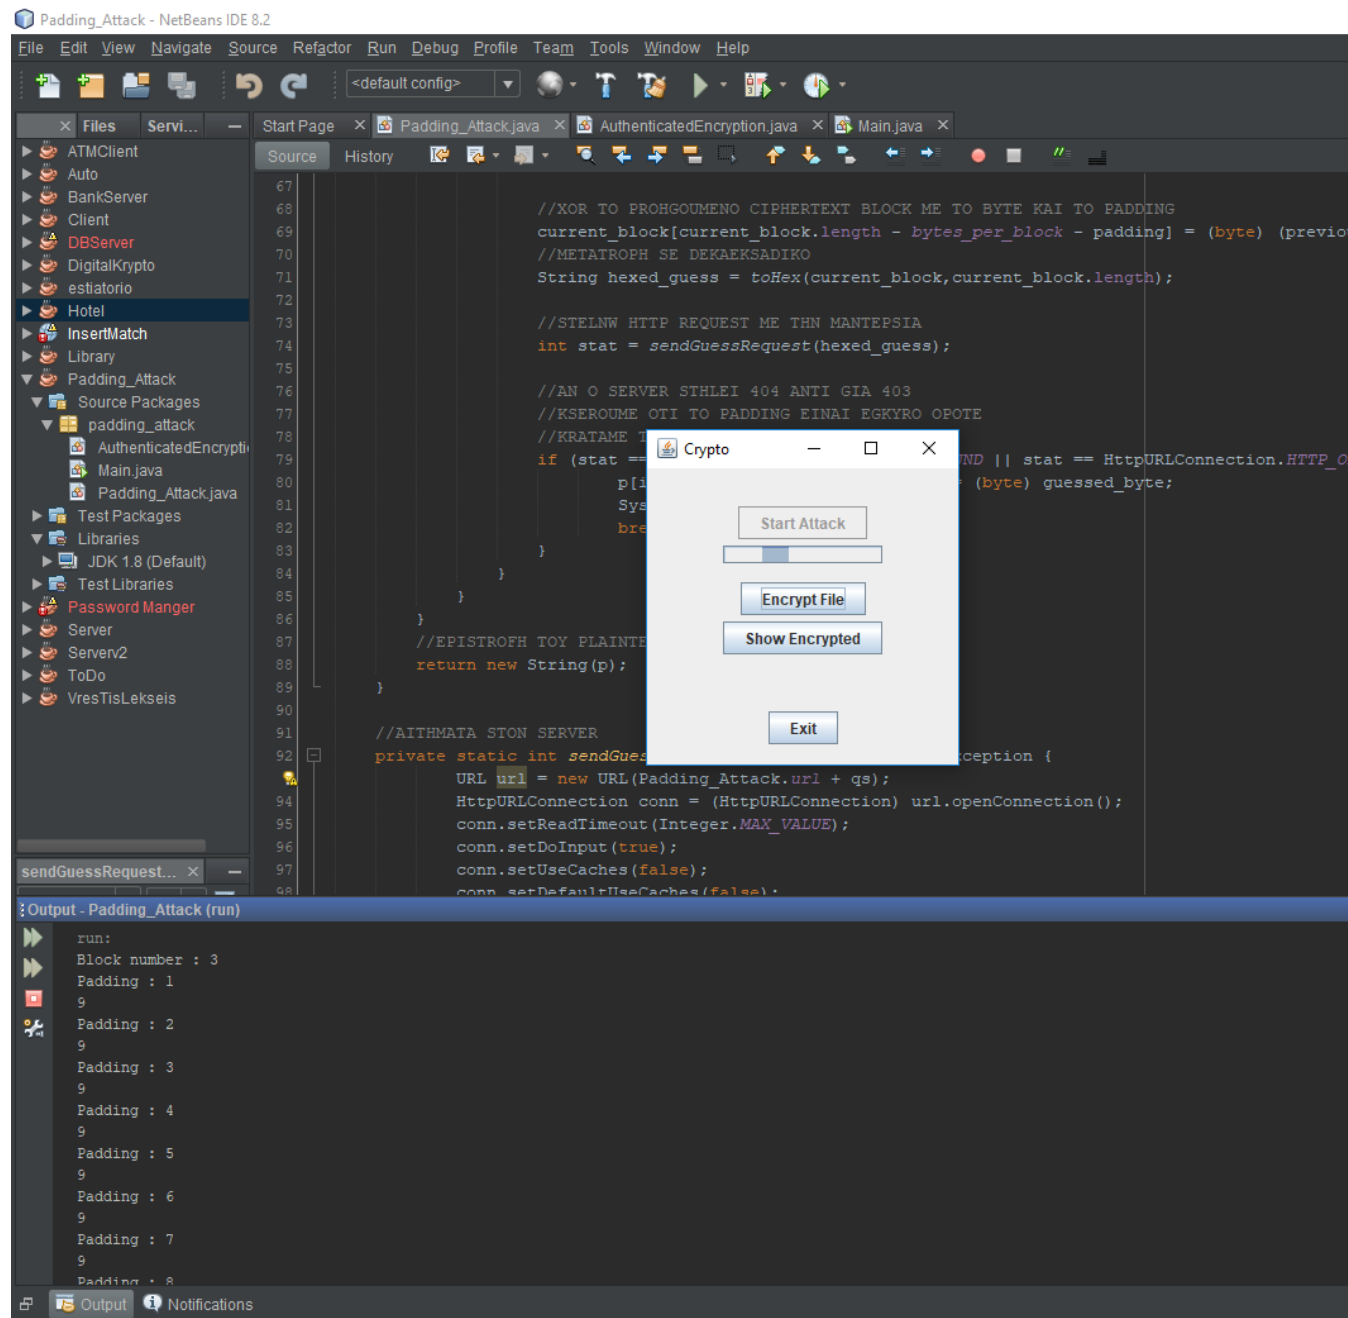 Padding_Attack - NetBeans IDE 8.2
File Edit View Navigate Source Refactor Run Debug Profile Team Tools Window Help
<default config>
Files Servi...
Start Page Padding_Attack.java AuthenticatedEncryption.java Main.java
Source History
ATMClient
Auto
BankServer
Client
DBServer
DigitalKrypto
estiatorio
Hotel
InsertMatch
Library
Padding_Attack
Source Packages
padding_attack
AuthenticatedEncrypti
Main.java
Padding_Attack.java
Test Packages
Libraries
JDK 1.8 (Default)
Test Libraries
Password Manger
Server
Serverv2
ToDo
VresTisLekseis
67
68 //XOR TO PROHGOUMENO CIPHERTEXT BLOCK ME TO BYTE KAI TO PADDING
69 current_block[current_block.length - bytes_per_block - padding] = (byte) (previo
70 //METATROPH SE DEKAEKSADIKO
71 String hexed_guess = toHex(current_block,current_block.length);
72
73 //STELNW HTTP REQUEST ME THN MANTEPSIA
74 int stat = sendGuessRequest(hexed_guess);
75
76 //AN O SERVER STHLEI 404 ANTI GIA 403
77 //KSEROUME OTI TO PADDING EINAI EGKYRO OPOTE
78 //KRATAME T
79 if (stat == ND || stat == HttpURLConnection.HTTP_O
80 p[i = (byte) guessed_byte;
81 Sys
82 bre
83 }
84 }
85 }
86 }
87 //EPISTROFH TOY PLAINTE
88 return new String(p);
89 }
90
91 //AITHMATA STON SERVER
92 private static int sendGues ception {
URL url = new URL(Padding_Attack.url + qs);
94 HttpURLConnection conn = (HttpURLConnection) url.openConnection();
95 conn.setReadTimeout(Integer.MAX_VALUE);
96 conn.setDoInput(true);
97 conn.setUseCaches(false);
98 conn.setDefaultUseCaches(false);
Crypto
Start Attack
Encrypt File
Show Encrypted
Exit
sendGuessRequest...
Output - Padding_Attack (run)
run:
Block number : 3
Padding : 1
9
Padding : 2
9
Padding : 3
9
Padding : 4
9
Padding : 5
9
Padding : 6
9
Padding : 7
9
Padding : 8
Output Notifications